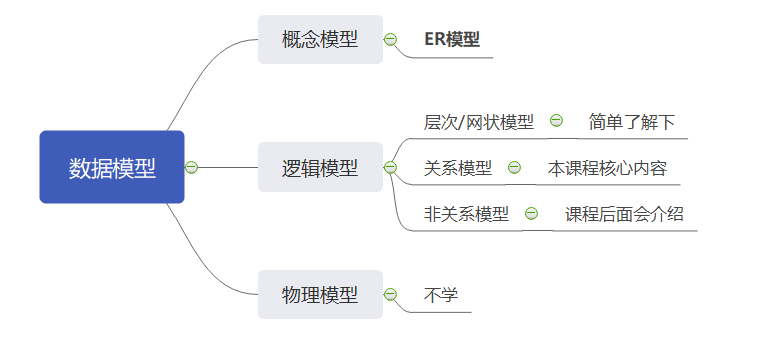 数据模型
概念模型
ER模型
逻辑模型
层次/网状模型
简单了解下
关系模型
本课程核心内容
非关系模型
课程后面会介绍
物理模型
不学